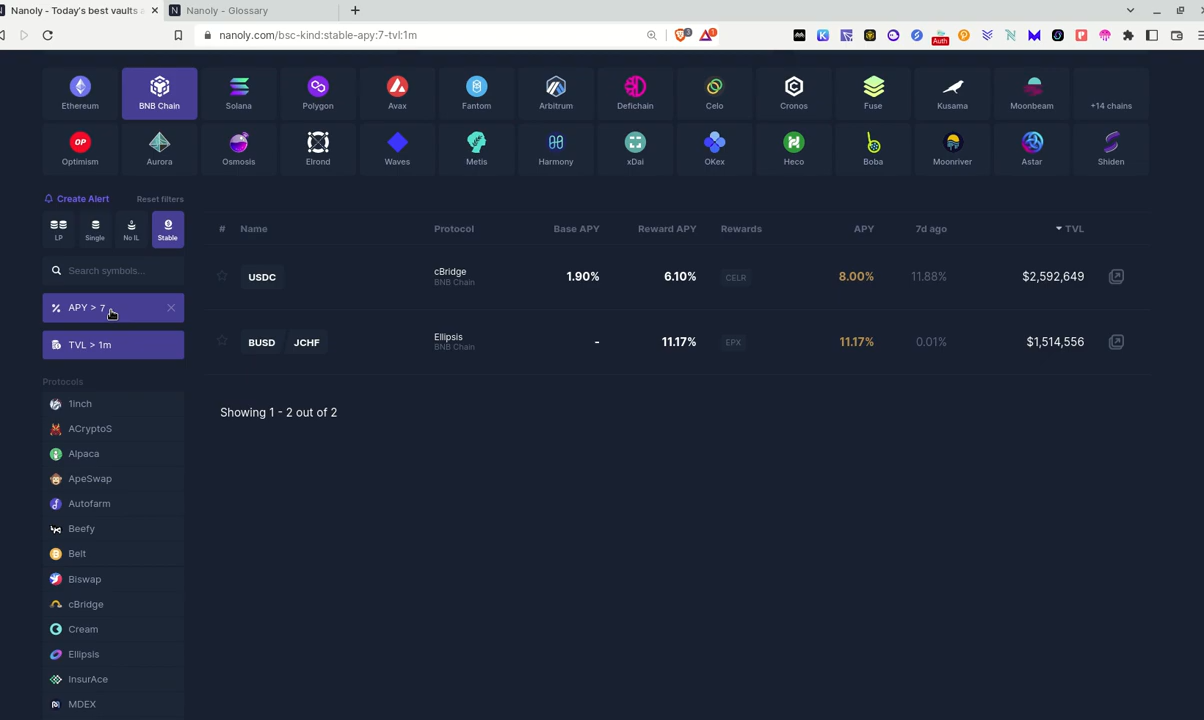 Nanoly - Today's best vaults a
Nanoly - Glossary
nanoly.com/bsc-kind:stable-apy:7-tvl:1m
3
1
Auth
Ethereum
BNB Chain
Solana
Polygon
Avax
Fantom
Arbitrum
Defichain
Celo
Cronos
Fuse
Kusama
Moonbeam
+14 chains
OP
Optimism
Aurora
Osmosis
Elrond
Waves
Metis
Harmony
xDai
OKex
Heco
Boba
Moonriver
Astar
Shiden
Create Alert
Reset filters
LP
Single
No IL
Stable
Search symbols...
APY > 7
TVL > 1m
Protocols
1inch
ACryptoS
Alpaca
ApeSwap
Autofarm
Beefy
Belt
Biswap
cBridge
Cream
Ellipsis
InsurAce
MDEX
# Name Protocol Base APY Reward APY Rewards APY 7d ago TVL
USDC cBridge 1.90% 6.10% CELR 8.00% 11.88% $2,592,649
BNB Chain
BUSD JCHF Ellipsis - 11.17% EPX 11.17% 0.01% $1,514,556
BNB Chain
Showing 1 - 2 out of 2